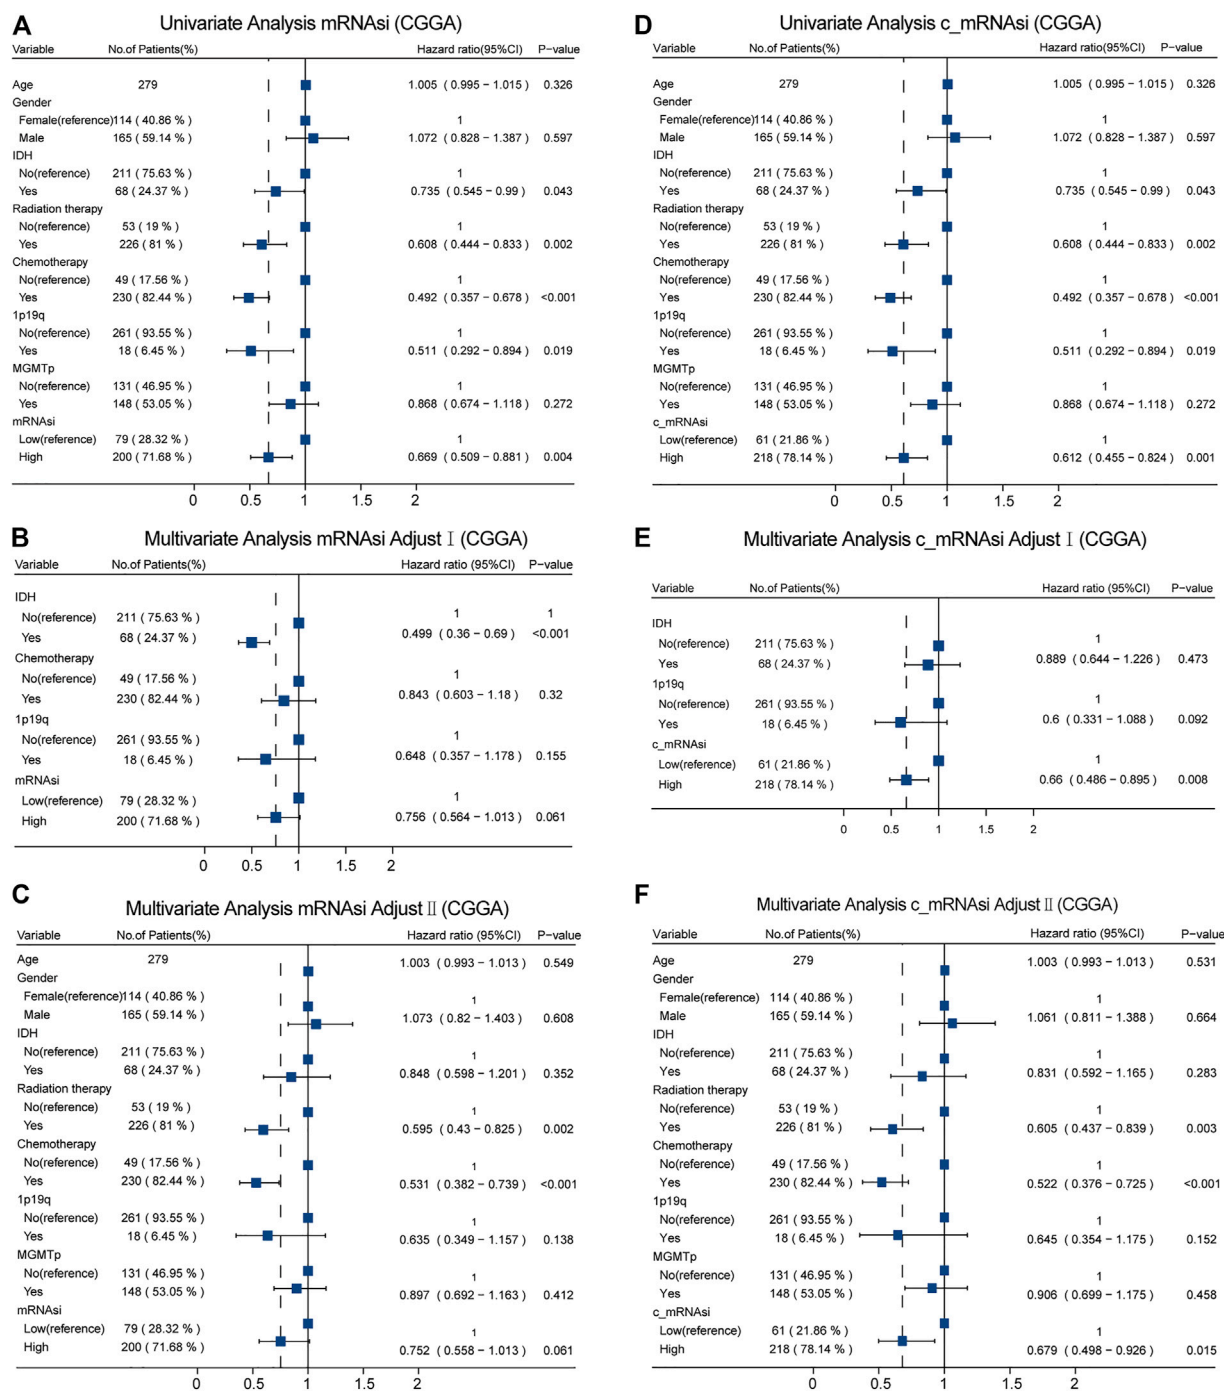 A
Univariate Analysis mRNAsi (CGGA)
Variable No.of Patients(%) Hazard ratio(95%CI) P-value
Age 279 1.005 (0.995 − 1.015) 0.326
Gender
Female(reference) 114 ( 40.86 % ) 1
Male 165 ( 59.14 % ) 1.072 (0.828 − 1.387) 0.597
IDH
No(reference) 211 ( 75.63 % ) 1
Yes 68 ( 24.37 % ) 0.735 (0.545 − 0.99) 0.043
Radiation therapy
No(reference) 53 ( 19 % ) 1
Yes 226 ( 81 % ) 0.608 (0.444 − 0.833) 0.002
Chemotherapy
No(reference) 49 ( 17.56 % ) 1
Yes 230 ( 82.44 % ) 0.492 (0.357 − 0.678) <0.001
1p19q
No(reference) 261 ( 93.55 % ) 1
Yes 18 ( 6.45 % ) 0.511 (0.292 − 0.894) 0.019
MGMTp
No(reference) 131 ( 46.95 % ) 1
Yes 148 ( 53.05 % ) 0.868 (0.674 − 1.118) 0.272
mRNAsi
Low(reference) 79 ( 28.32 % ) 1
High 200 ( 71.68 % ) 0.669 (0.509 − 0.881) 0.004
0 0.5 1 1.5 2
B
Multivariate Analysis mRNAsi Adjust Ⅰ (CGGA)
Variable No.of Patients(%) Hazard ratio (95%CI) P-value
IDH
No(reference) 211 ( 75.63 % ) 1 1
Yes 68 ( 24.37 % ) 0.499 (0.36 − 0.69) <0.001
Chemotherapy
No(reference) 49 ( 17.56 % ) 1
Yes 230 ( 82.44 % ) 0.843 (0.603 − 1.18) 0.32
1p19q
No(reference) 261 ( 93.55 % ) 1
Yes 18 ( 6.45 % ) 0.648 (0.357 − 1.178) 0.155
mRNAsi
Low(reference) 79 ( 28.32 % ) 1
High 200 ( 71.68 % ) 0.756 (0.564 − 1.013) 0.061
0 0.5 1 1.5 2
C
Multivariate Analysis mRNAsi Adjust Ⅱ (CGGA)
Variable No.of Patients(%) Hazard ratio (95%CI) P-value
Age 279 1.003 (0.993 − 1.013) 0.549
Gender
Female(reference) 114 ( 40.86 % ) 1
Male 165 ( 59.14 % ) 1.073 (0.82 − 1.403) 0.608
IDH
No(reference) 211 ( 75.63 % ) 1
Yes 68 ( 24.37 % ) 0.848 (0.598 − 1.201) 0.352
Radiation therapy
No(reference) 53 ( 19 % ) 1
Yes 226 ( 81 % ) 0.595 (0.43 − 0.825) 0.002
Chemotherapy
No(reference) 49 ( 17.56 % ) 1
Yes 230 ( 82.44 % ) 0.531 (0.382 − 0.739) <0.001
1p19q
No(reference) 261 ( 93.55 % ) 1
Yes 18 ( 6.45 % ) 0.635 (0.349 − 1.157) 0.138
MGMTp
No(reference) 131 ( 46.95 % ) 1
Yes 148 ( 53.05 % ) 0.897 (0.692 − 1.163) 0.412
mRNAsi
Low(reference) 79 ( 28.32 % ) 1
High 200 ( 71.68 % ) 0.752 (0.558 − 1.013) 0.061
0 0.5 1 1.5 2
D
Univariate Analysis c_mRNAsi (CGGA)
Variable No.of Patients(%) Hazard ratio(95%CI) P-value
Age 279 1.005 (0.995 − 1.015) 0.326
Gender
Female(reference) 114 ( 40.86 % ) 1
Male 165 ( 59.14 % ) 1.072 (0.828 − 1.387) 0.597
IDH
No(reference) 211 ( 75.63 % ) 1
Yes 68 ( 24.37 % ) 0.735 (0.545 − 0.99) 0.043
Radiation therapy
No(reference) 53 ( 19 % ) 1
Yes 226 ( 81 % ) 0.608 (0.444 − 0.833) 0.002
Chemotherapy
No(reference) 49 ( 17.56 % ) 1
Yes 230 ( 82.44 % ) 0.492 (0.357 − 0.678) <0.001
1p19q
No(reference) 261 ( 93.55 % ) 1
Yes 18 ( 6.45 % ) 0.511 (0.292 − 0.894) 0.019
MGMTp
No(reference) 131 ( 46.95 % ) 1
Yes 148 ( 53.05 % ) 0.868 (0.674 − 1.118) 0.272
c_mRNAsi
Low(reference) 61 ( 21.86 % ) 1
High 218 ( 78.14 % ) 0.612 (0.455 − 0.824) 0.001
0 0.5 1 1.5 2
E
Multivariate Analysis c_mRNAsi Adjust Ⅰ (CGGA)
Variable No.of Patients(%) Hazard ratio (95%CI) P-value
IDH
No(reference) 211 ( 75.63 % ) 1
Yes 68 ( 24.37 % ) 0.889 (0.644 − 1.226) 0.473
1p19q
No(reference) 261 ( 93.55 % ) 1
Yes 18 ( 6.45 % ) 0.6 (0.331 − 1.088) 0.092
c_mRNAsi
Low(reference) 61 ( 21.86 % ) 1
High 218 ( 78.14 % ) 0.66 (0.486 − 0.895) 0.008
0 0.5 1 1.5 2
F
Multivariate Analysis c_mRNAsi Adjust Ⅱ (CGGA)
Variable No.of Patients(%) Hazard ratio (95%CI) P-value
Age 279 1.003 (0.993 − 1.013) 0.531
Gender
Female(reference) 114 ( 40.86 % ) 1
Male 165 ( 59.14 % ) 1.061 (0.811 − 1.388) 0.664
IDH
No(reference) 211 ( 75.63 % ) 1
Yes 68 ( 24.37 % ) 0.831 (0.592 − 1.165) 0.283
Radiation therapy
No(reference) 53 ( 19 % ) 1
Yes 226 ( 81 % ) 0.605 (0.437 − 0.839) 0.003
Chemotherapy
No(reference) 49 ( 17.56 % ) 1
Yes 230 ( 82.44 % ) 0.522 (0.376 − 0.725) <0.001
1p19q
No(reference) 261 ( 93.55 % ) 1
Yes 18 ( 6.45 % ) 0.645 (0.354 − 1.175) 0.152
MGMTp
No(reference) 131 ( 46.95 % ) 1
Yes 148 ( 53.05 % ) 0.906 (0.699 − 1.175) 0.458
c_mRNAsi
Low(reference) 61 ( 21.86 % ) 1
High 218 ( 78.14 % ) 0.679 (0.498 − 0.926) 0.015
0 0.5 1 1.5 2